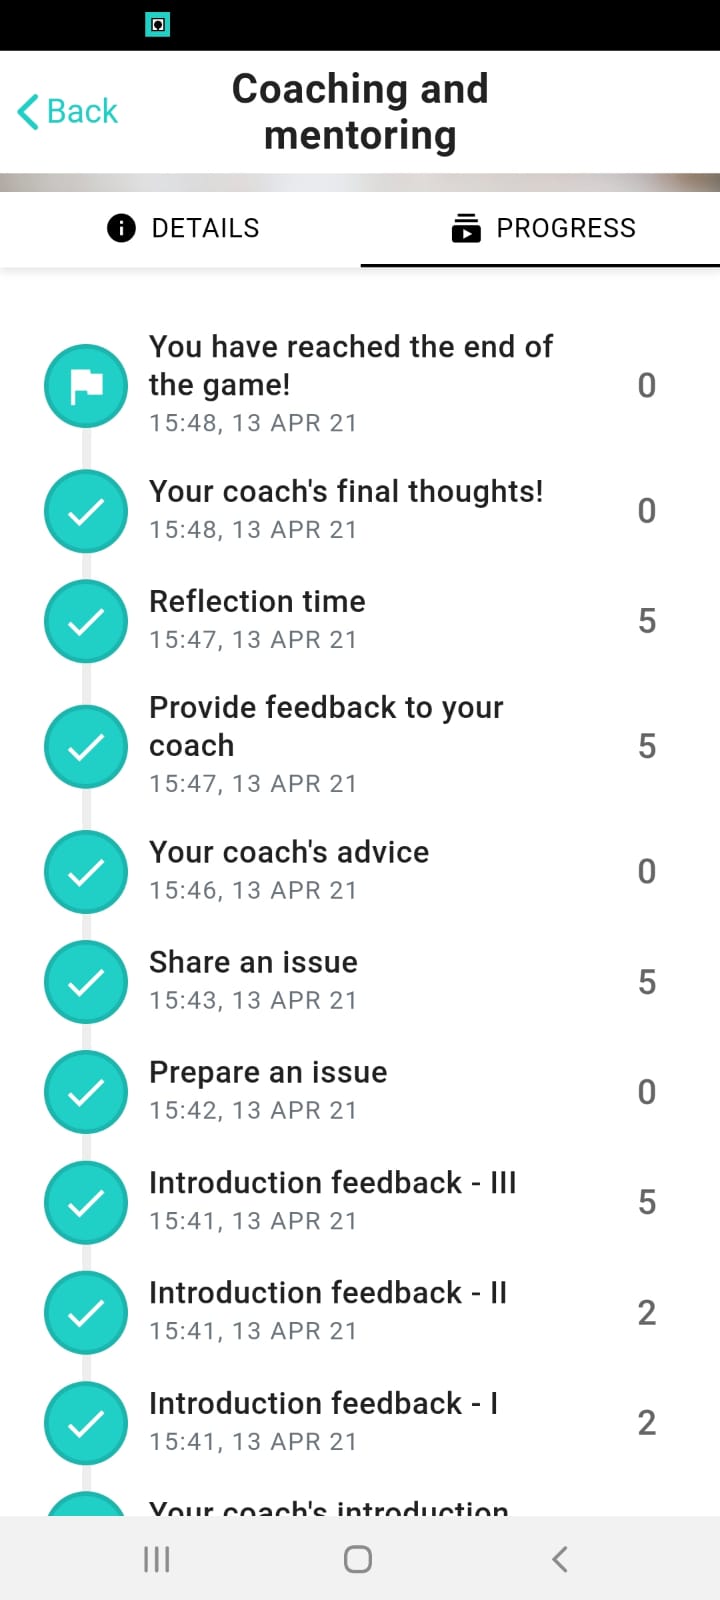 Back
Coaching and
mentoring
DETAILS
PROGRESS
You have reached the end of
the game!
15:48, 13 APR 21
0
Your coach's final thoughts!
15:48, 13 APR 21
0
Reflection time
15:47, 13 APR 21
5
Provide feedback to your
coach
15:47, 13 APR 21
5
Your coach's advice
15:46, 13 APR 21
0
Share an issue
15:43, 13 APR 21
5
Prepare an issue
15:42, 13 APR 21
0
Introduction feedback - III
15:41, 13 APR 21
5
Introduction feedback - II
15:41, 13 APR 21
2
Introduction feedback - I
15:41, 13 APR 21
2
Your coach's introduction